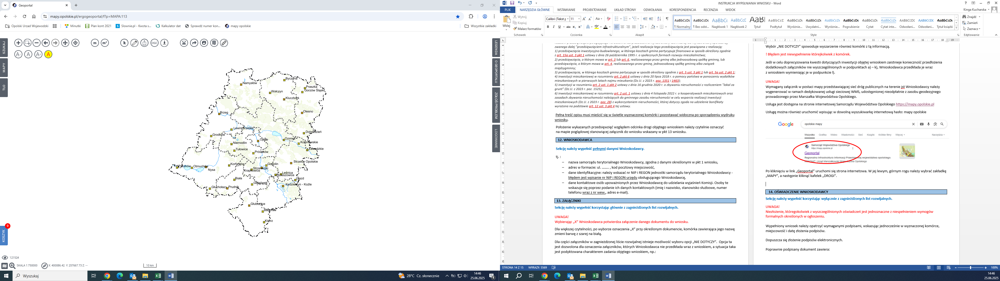 Geoportal
mapy.opolskie.pl/ergogeoportal/f?p=MAPA:113
Opolski Urzad Wojewodzki
Minutki
Plan kont 2021
Slownie.pl - Kwota s...
Kalkulator dat
Sprawdź numer kon...
mapy opolskie
Wszystkie zakładki
SZUKAJ
MAPY
TŁO
m
m²
OGC
A-
A
A+
A
LEGENDA
O GEOPORTALU
ZGŁOŚ PROBLEM
LOGOWANIE
Namysłów
Byczyna
Praszka
Gorzów Śląski
Wołczyn
Kluczbork
Brzeg
Olesno
Lewin Brzeski
Dobrodzień
Grodków
Opole
Ozimek
Kolonowskie
Niemodlin
Tułowice
Zawadzkie
Prószków
Strzelce Opolskie
Paczków
Otmuchów
Nysa
Korfantów
Gogolin
Strzeleczki
Krapkowice
Leśnica
Zdzieszowice
Ujazd
Biała
Głogówek
Kędzierzyn - Koźle
Głuchołazy
Prudnik
Głubczyce
Baborów
Kietrz
KOSZYK
0
121524
SKALA 1:750000
X: 400086.42 Y: 257667.73 Z: --
10 km
Wyszukaj
28°C Cz. słonecznie
14:46
25.06.2025
4
INSTRUKCJA WYPEŁNIANIA WNIOSKU - Word
PLIK
NARZĘDZIA GŁÓWNE
WSTAWIANIE
PROJEKTOWANIE
UKŁAD STRONY
ODWOŁANIA
KORESPONDENCJA
RECENZJA
WIDOK
Kinga Kucharska
Wklej
Wytnij
Kopiuj
Malarz formatów
Schowek
Calibri (Tekst p
11
Czcionka
Akapit
¶ Normalny
¶ Bez odst...
Nagłówek 1
Nagłówek 2
Tytuł
Podtytuł
Wyróżnie...
Uwydatni...
Wyróżnie...
Pogrubienie
Cytat
Cytat inte...
Odwołani...
Odwołani...
Tytuł książki
Style
Znajdź
Zamień
Zaznacz
Edytowanie
zwanego dalej "przedsięwzięciem infrastrukturalnym", jeżeli realizacja tego przedsięwzięcia jest powiązana z realizacją:
1) przedsięwzięcia inwestycyjno-budowlanego, w którego kosztach gmina partycypuje finansowo w sposób określony zgodnie
z art. 15a ust. 3 pkt 1 ustawy z dnia 26 października 1995 r. o społecznych formach rozwoju mieszkalnictwa;
2) przedsięwzięcia, o którym mowa w art. 3 lub art. 6, realizowanego przez gminę albo jednoosobową spółkę gminną, lub
przedsięwzięcia, o którym mowa w art. 4, realizowanego przez gminę, jednoosobową spółkę gminną albo związek
międzygminny;
3) przedsięwzięcia, w którego kosztach gmina partycypuje w sposób określony zgodnie z art. 5 ust. 3 pkt 1 lub art. 5a ust. 2 pkt 1;
4) inwestycji mieszkaniowej w rozumieniu art. 2 pkt 6 ustawy z dnia 20 lipca 2018 r. o pomocy państwa w ponoszeniu wydatków
mieszkaniowych w pierwszych latach najmu mieszkania (Dz.U. z 2023 r. poz. 1351 i 1463);
5) inwestycji w rozumieniu art. 2 ust. 1 pkt 2 ustawy z dnia 16 grudnia 2020 r. o zbywaniu nieruchomości z rozliczeniem "lokal za
grunt" (Dz.U. z 2023 r. poz. 1525);
6) inwestycji mieszkaniowej w rozumieniu art. 2 ust. 1 ustawy z dnia 4 listopada 2022 r. o kooperatywach mieszkaniowych oraz
zasadach zbywania nieruchomości należących do gminnego zasobu nieruchomości w celu wsparcia realizacji inwestycji
mieszkaniowych (Dz.U. z 2023 r. poz. 28) z wykorzystaniem nieruchomości, której dotyczy zgoda na udzielenie bonifikaty
wyrażona na podstawie art. 12 ust. 3 pkt 4 tej ustawy.
Pełna treść opisu musi mieścić się w świetle wyznaczonej komórki i pozostawać widoczna po sporządzeniu wydruku
wniosku.
Położenie wykazanych przedsięwzięć względem odcinka drogi objętego wnioskiem należy czytelnie oznaczyć
na mapie poglądowej stanowiącej załącznik do wniosku wskazany w pkt 13 wniosku.
12. WNIOSKODAWCA
Sekcję należy wypełnić pełnymi danymi Wnioskodawcy.
tj. :
– nazwa samorządu terytorialnego Wnioskodawcy, zgodna z danymi określonymi w pkt 1 wniosku,
– adres w formacie: ul. ........ , kod pocztowy miejscowość,
– dane identyfikacyjne: należy wskazać nr NIP i REGON jednostki samorządu terytorialnego Wnioskodawcy -
błędem jest wpisanie nr NIP i REGON urzędu obsługującego Wnioskodawcę,
– dane kontaktowe osób upoważnionych przez Wnioskodawcę do udzielania wyjaśnień Komisji. Osoby te
wskazuje się poprzez podanie ich danych kontaktowych (imię i nazwisko, stanowisko służbowe, numer
telefonu wraz z nr wew., adres e-mail).
13. ZAŁĄCZNIKI
Sekcję należy wypełnić korzystając głównie z zagnieżdżonych list rozwijalnych.
UWAGA!
Wybierając „X” Wnioskodawca potwierdza załączenie danego dokumentu do wniosku.
Dla większej czytelności, po wyborze oznaczenia „X” przy określonym dokumencie, komórka zawierająca jego nazwę
zmieni barwę z szarej na białą.
Dla części załączników w zagnieżdżonej liście rozwijalnej istnieje możliwość wyboru opcji „NIE DOTYCZY”. Opcja ta
jest dozwolona dla oznaczenia załączników, których Wnioskodawca nie przedkłada wraz z wnioskiem, a sytuacja taka
jest podyktowana charakterem zadania objętego wnioskiem, np.:
Wybór „NIE DOTYCZY” spowoduje wyszarzenie również komórki z tą informacją.
! Błędem jest niewypełnienie którejkolwiek z komórek.
Jeśli w celu doprecyzowania kwestii dotyczących inwestycji objętej wnioskiem zaistnieje konieczność przedłożenia
dodatkowych załączników nie wyszczególnionych w podpunktach a) – k), Wnioskodawca przedkłada je wraz
z wnioskiem wymieniając je w podpunkcie l).
UWAGA!
Wymagany załącznik w postaci mapy przedstawiającej sieć dróg publicznych na terenie jst Wnioskodawcy należy
wygenerować w ramach dedykowanej usługi sieciowej WMS, udostępnionej nieodpłatnie z zasobu geodezyjnego
prowadzonego przez Marszałka Województwa Opolskiego.
Usługa jest dostępna na stronie internetowej Samorządu Województwa Opolskiego https://mapy.opolskie.pl
Usługę można również uruchomić wpisując w dowolną wyszukiwarkę internetową hasło: mapy opolskie
Google
opolskie mapy
Wszystko Grafika Wideo Wiadomości Sieć Książki Krótkie filmy Więcej
Narzędzia
Samorząd Województwa Opolskiego
https://mapy.opolskie.pl
Geoportal
Regionalna Infrastruktura Informacji Przestrzennej województwa opolskiego.
KONTAKT. Urząd Marszałkowski Województwa Opolskiego
Po kliknięciu w link „Geoportal” uruchomi się strona internetowa. W jej lewym, górnym rogu należy wybrać zakładkę
„MAPY”, a następnie kliknąć kafelek „DROGI”.
14. OŚWIADCZENIE WNIOSKODAWCY
Sekcję należy wypełnić korzystając wyłącznie z zagnieżdżonych list rozwijalnych.
UWAGA!
Niezłożenie, któregokolwiek z wyszczególnionych oświadczeń jest jednoznaczne z niespełnieniem wymogów
formalnych określonych w ogłoszeniu.
Wypełniony wniosek należy opatrzyć wymaganymi podpisami, wskazując jednocześnie w wyznaczonej komórce,
miejscowość i datę złożenia podpisów.
Dopuszcza się złożenie podpisów elektronicznych.
Poprawnie podpisany dokument zawiera:
STRONA 14 Z 15
WYRAZY: 5569
100%
14:46
25.06.2025